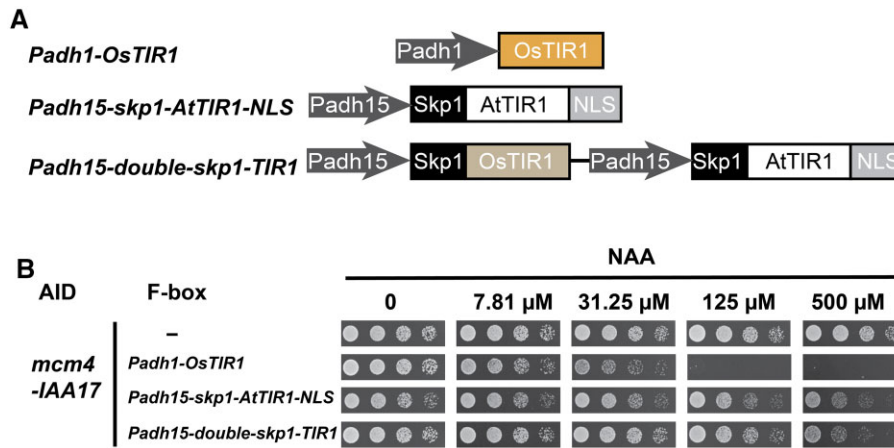 A
Padh1-OsTIR1
Padh1 OsTIR1
Padh15-skp1-AtTIR1-NLS
Padh15 Skp1 AtTIR1 NLS
Padh15-double-skp1-TIR1
Padh15 Skp1 OsTIR1 Padh15 Skp1 AtTIR1 NLS
B
NAA
AID F-box
0 7.81 µM 31.25 µM 125 µM 500 µM
–
mcm4
-IAA17
Padh1-OsTIR1
Padh15-skp1-AtTIR1-NLS
Padh15-double-skp1-TIR1